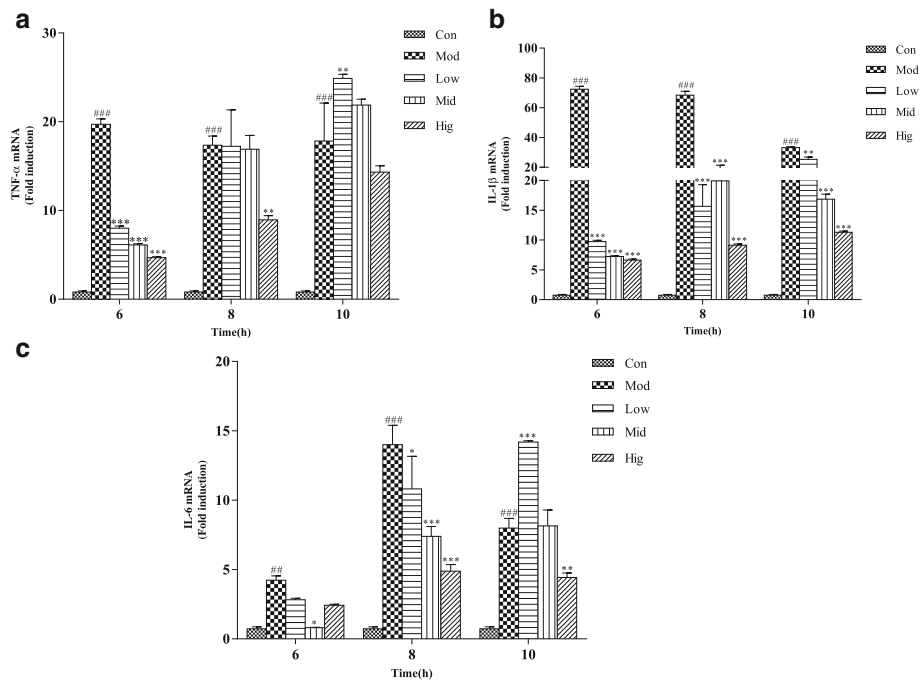 a
TNF-α mRNA
(Fold induction)
30
20
10
0
###
***
***
***
###
**
###
**
6
8
10
Time(h)
Con
Mod
Low
Mid
Hig
b
IL-1β mRNA
(Fold induction)
100
80
60
40
20
20
15
10
5
0
###
***
***
***
###
***
***
***
###
**
***
***
6
8
10
Time(h)
Con
Mod
Low
Mid
Hig
c
IL-6 mRNA
(Fold induction)
20
15
10
5
0
##
*
###
*
***
***
###
***
**
6
8
10
Time(h)
Con
Mod
Low
Mid
Hig